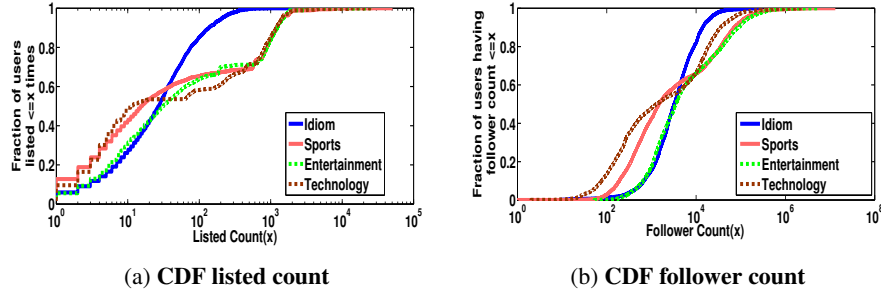 Fraction of users
listed <=x times
1
0.8
0.6
0.4
0.2
0
10^0 10^1 10^2 10^3 10^4 10^5
Listed Count(x)
Idiom
Sports
Entertainment
Technology
(a) CDF listed count
Fraction of users having
follower count <=x
1
0.8
0.6
0.4
0.2
0
10^0 10^2 10^4 10^6 10^8
Follower Count(x)
Idiom
Sports
Entertainment
Technology
(b) CDF follower count